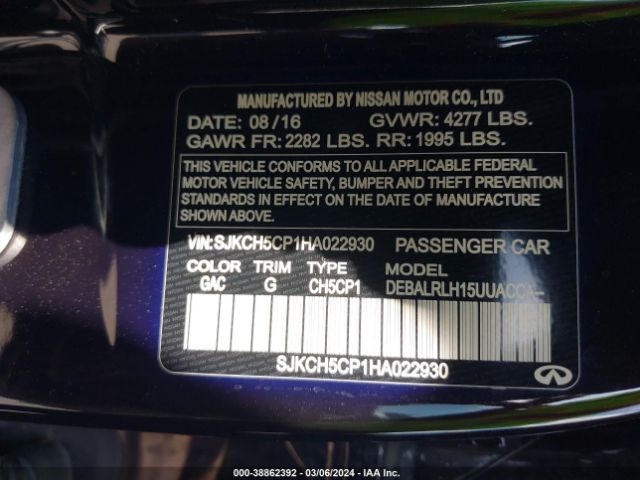 MANUFACTURED BY NISSAN MOTOR CO., LTD
DATE: 08/16 GVWR: 4277 LBS.
GAWR FR: 2282 LBS. RR: 1995 LBS.
THIS VEHICLE CONFORMS TO ALL APPLICABLE FEDERAL
MOTOR VEHICLE SAFETY, BUMPER AND THEFT PREVENTION
STANDARDS IN EFFECT ON THE DATE OF MANUFACTURE
SHOWN ABOVE.
VIN: SJKCH5CP1HA022930 PASSENGER CAR
COLOR TRIM TYPE MODEL
GAC G CH5CP1 DEBALRLH15UUACCA--
SJKCH5CP1HA022930
000-38862392 — 03/06/2024 — IAA Inc.